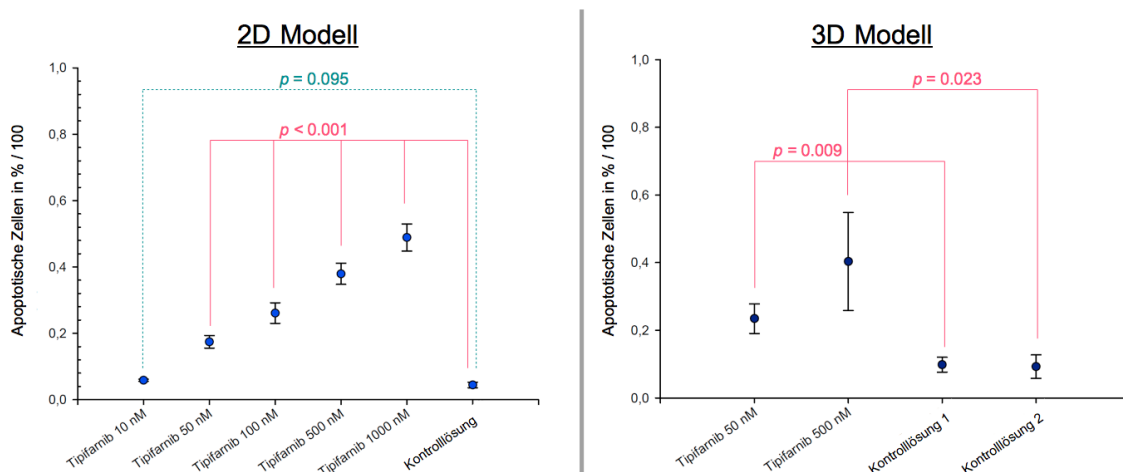 2D Modell
Apoptotische Zellen in % / 100
1,0
0,8
0,6
0,4
0,2
0,0
p = 0.095
p < 0.001
Tipifarnib 10 nM
Tipifarnib 50 nM
Tipifarnib 100 nM
Tipifarnib 500 nM
Tipifarnib 1000 nM
Kontrolllösung
3D Modell
Apoptotische Zellen in % / 100
1,0
0,8
0,6
0,4
0,2
0,0
p = 0.023
p = 0.009
Tipifarnib 50 nM
Tipifarnib 500 nM
Kontrolllösung 1
Kontrolllösung 2